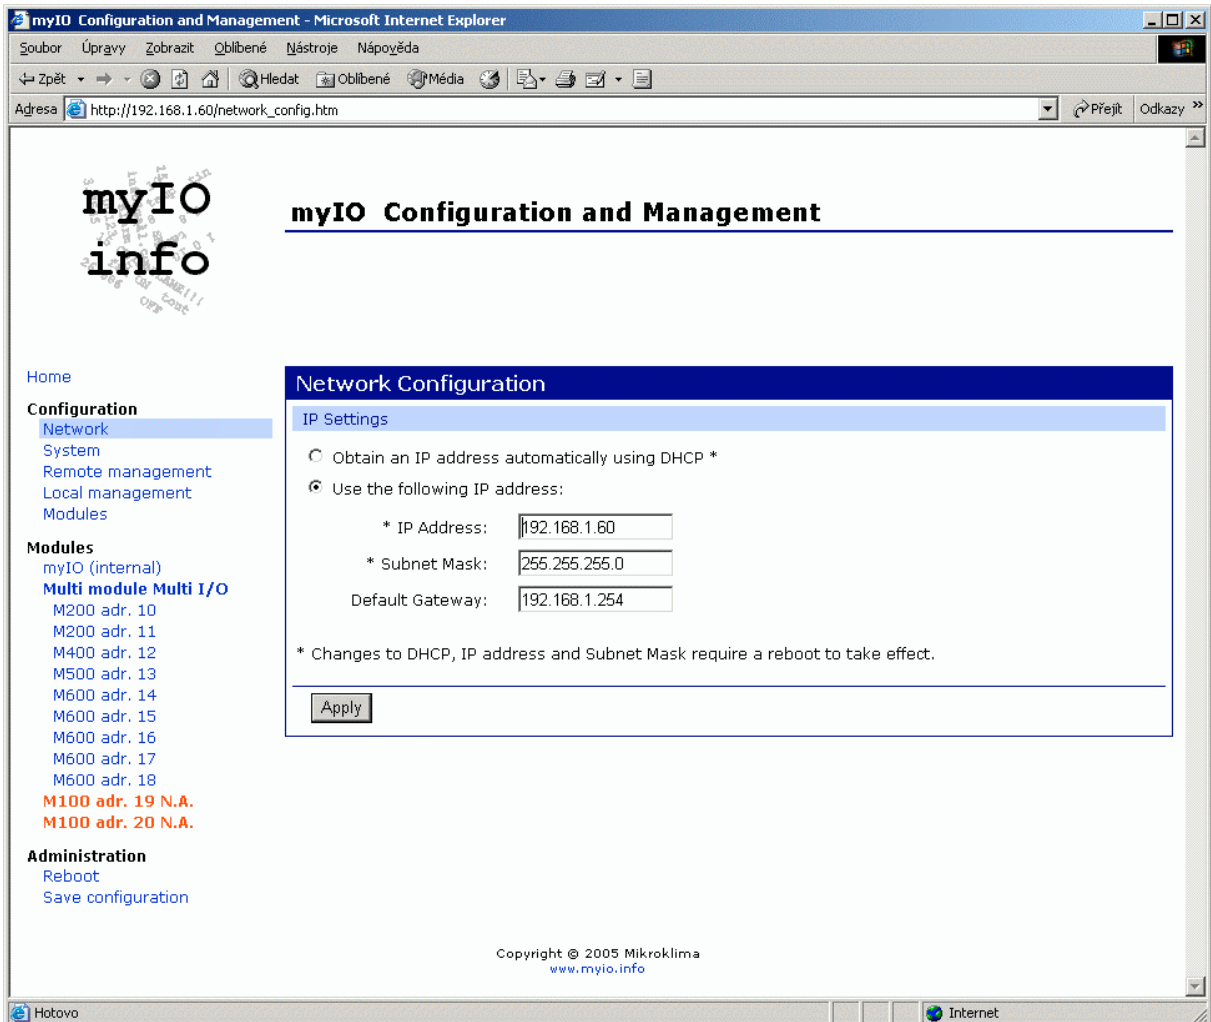 myIO Configuration and Management - Microsoft Internet Explorer
Soubor Úpravy Zobrazit Oblíbené Nástroje Nápověda
Zpět Hledat Oblíbené Média
Adresa http://192.168.1.60/network_config.htm Přejít Odkazy »
myIO
info
myIO Configuration and Management
Home
Configuration
Network
System
Remote management
Local management
Modules
Modules
myIO (internal)
Multi module Multi I/O
M200 adr. 10
M200 adr. 11
M400 adr. 12
M500 adr. 13
M600 adr. 14
M600 adr. 15
M600 adr. 16
M600 adr. 17
M600 adr. 18
M100 adr. 19 N.A.
M100 adr. 20 N.A.
Administration
Reboot
Save configuration
Network Configuration
IP Settings
Obtain an IP address automatically using DHCP *
Use the following IP address:
* IP Address: 192.168.1.60
* Subnet Mask: 255.255.255.0
Default Gateway: 192.168.1.254
* Changes to DHCP, IP address and Subnet Mask require a reboot to take effect.
Apply
Copyright © 2005 Mikroklima
www.myio.info
Hotovo Internet